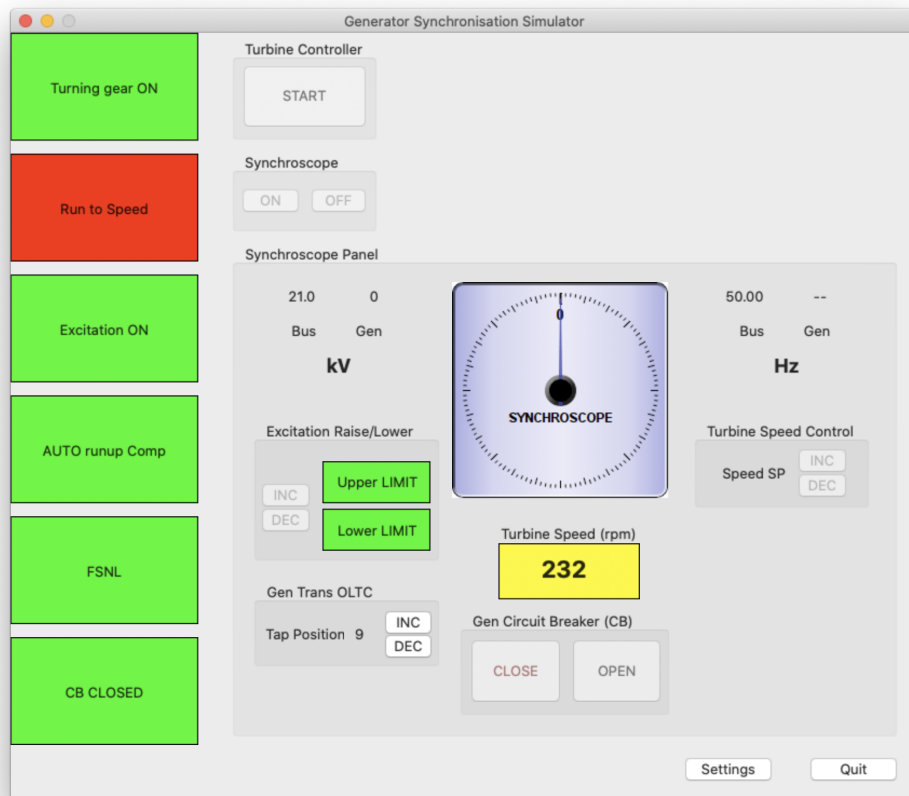 Generator Synchronisation Simulator
Turning gear ON
Run to Speed
Excitation ON
AUTO runup Comp
FSNL
CB CLOSED
Turbine Controller
START
Synchroscope
ON OFF
Synchroscope Panel
21.0 0
Bus Gen
kV
0
SYNCHROSCOPE
50.00 --
Bus Gen
Hz
Excitation Raise/Lower
INC
DEC
Upper LIMIT
Lower LIMIT
Turbine Speed Control
Speed SP
INC
DEC
Turbine Speed (rpm)
232
Gen Trans OLTC
Tap Position 9
INC
DEC
Gen Circuit Breaker (CB)
CLOSE OPEN
Settings Quit